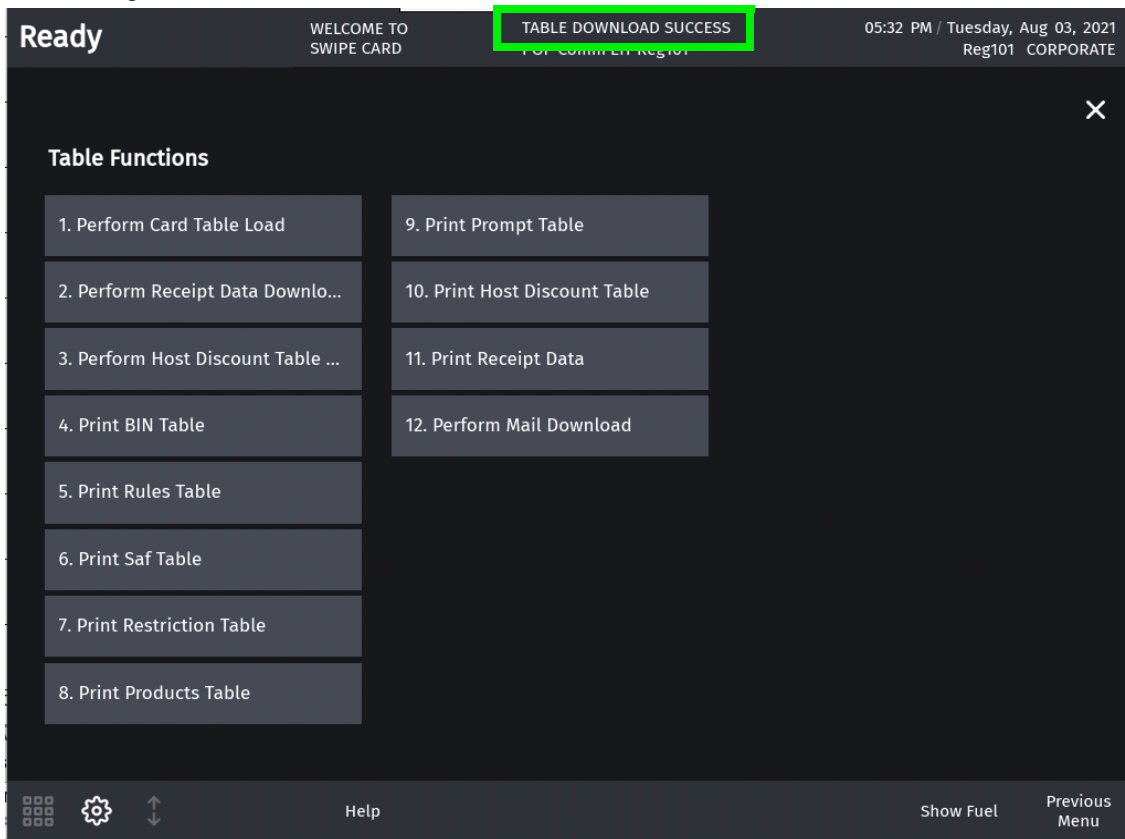 Ready
WELCOME TO
SWIPE CARD
TABLE DOWNLOAD SUCCESS
05:32 PM / Tuesday, Aug 03, 2021
Reg101 CORPORATE
Table Functions
1. Perform Card Table Load
2. Perform Receipt Data Downlo...
3. Perform Host Discount Table ...
4. Print BIN Table
5. Print Rules Table
6. Print Saf Table
7. Print Restriction Table
8. Print Products Table
9. Print Prompt Table
10. Print Host Discount Table
11. Print Receipt Data
12. Perform Mail Download
Help
Show Fuel
Previous
Menu